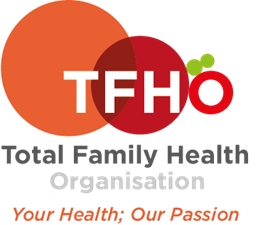 TFHO
Total Family Health
Organisation
Your Health; Our Passion